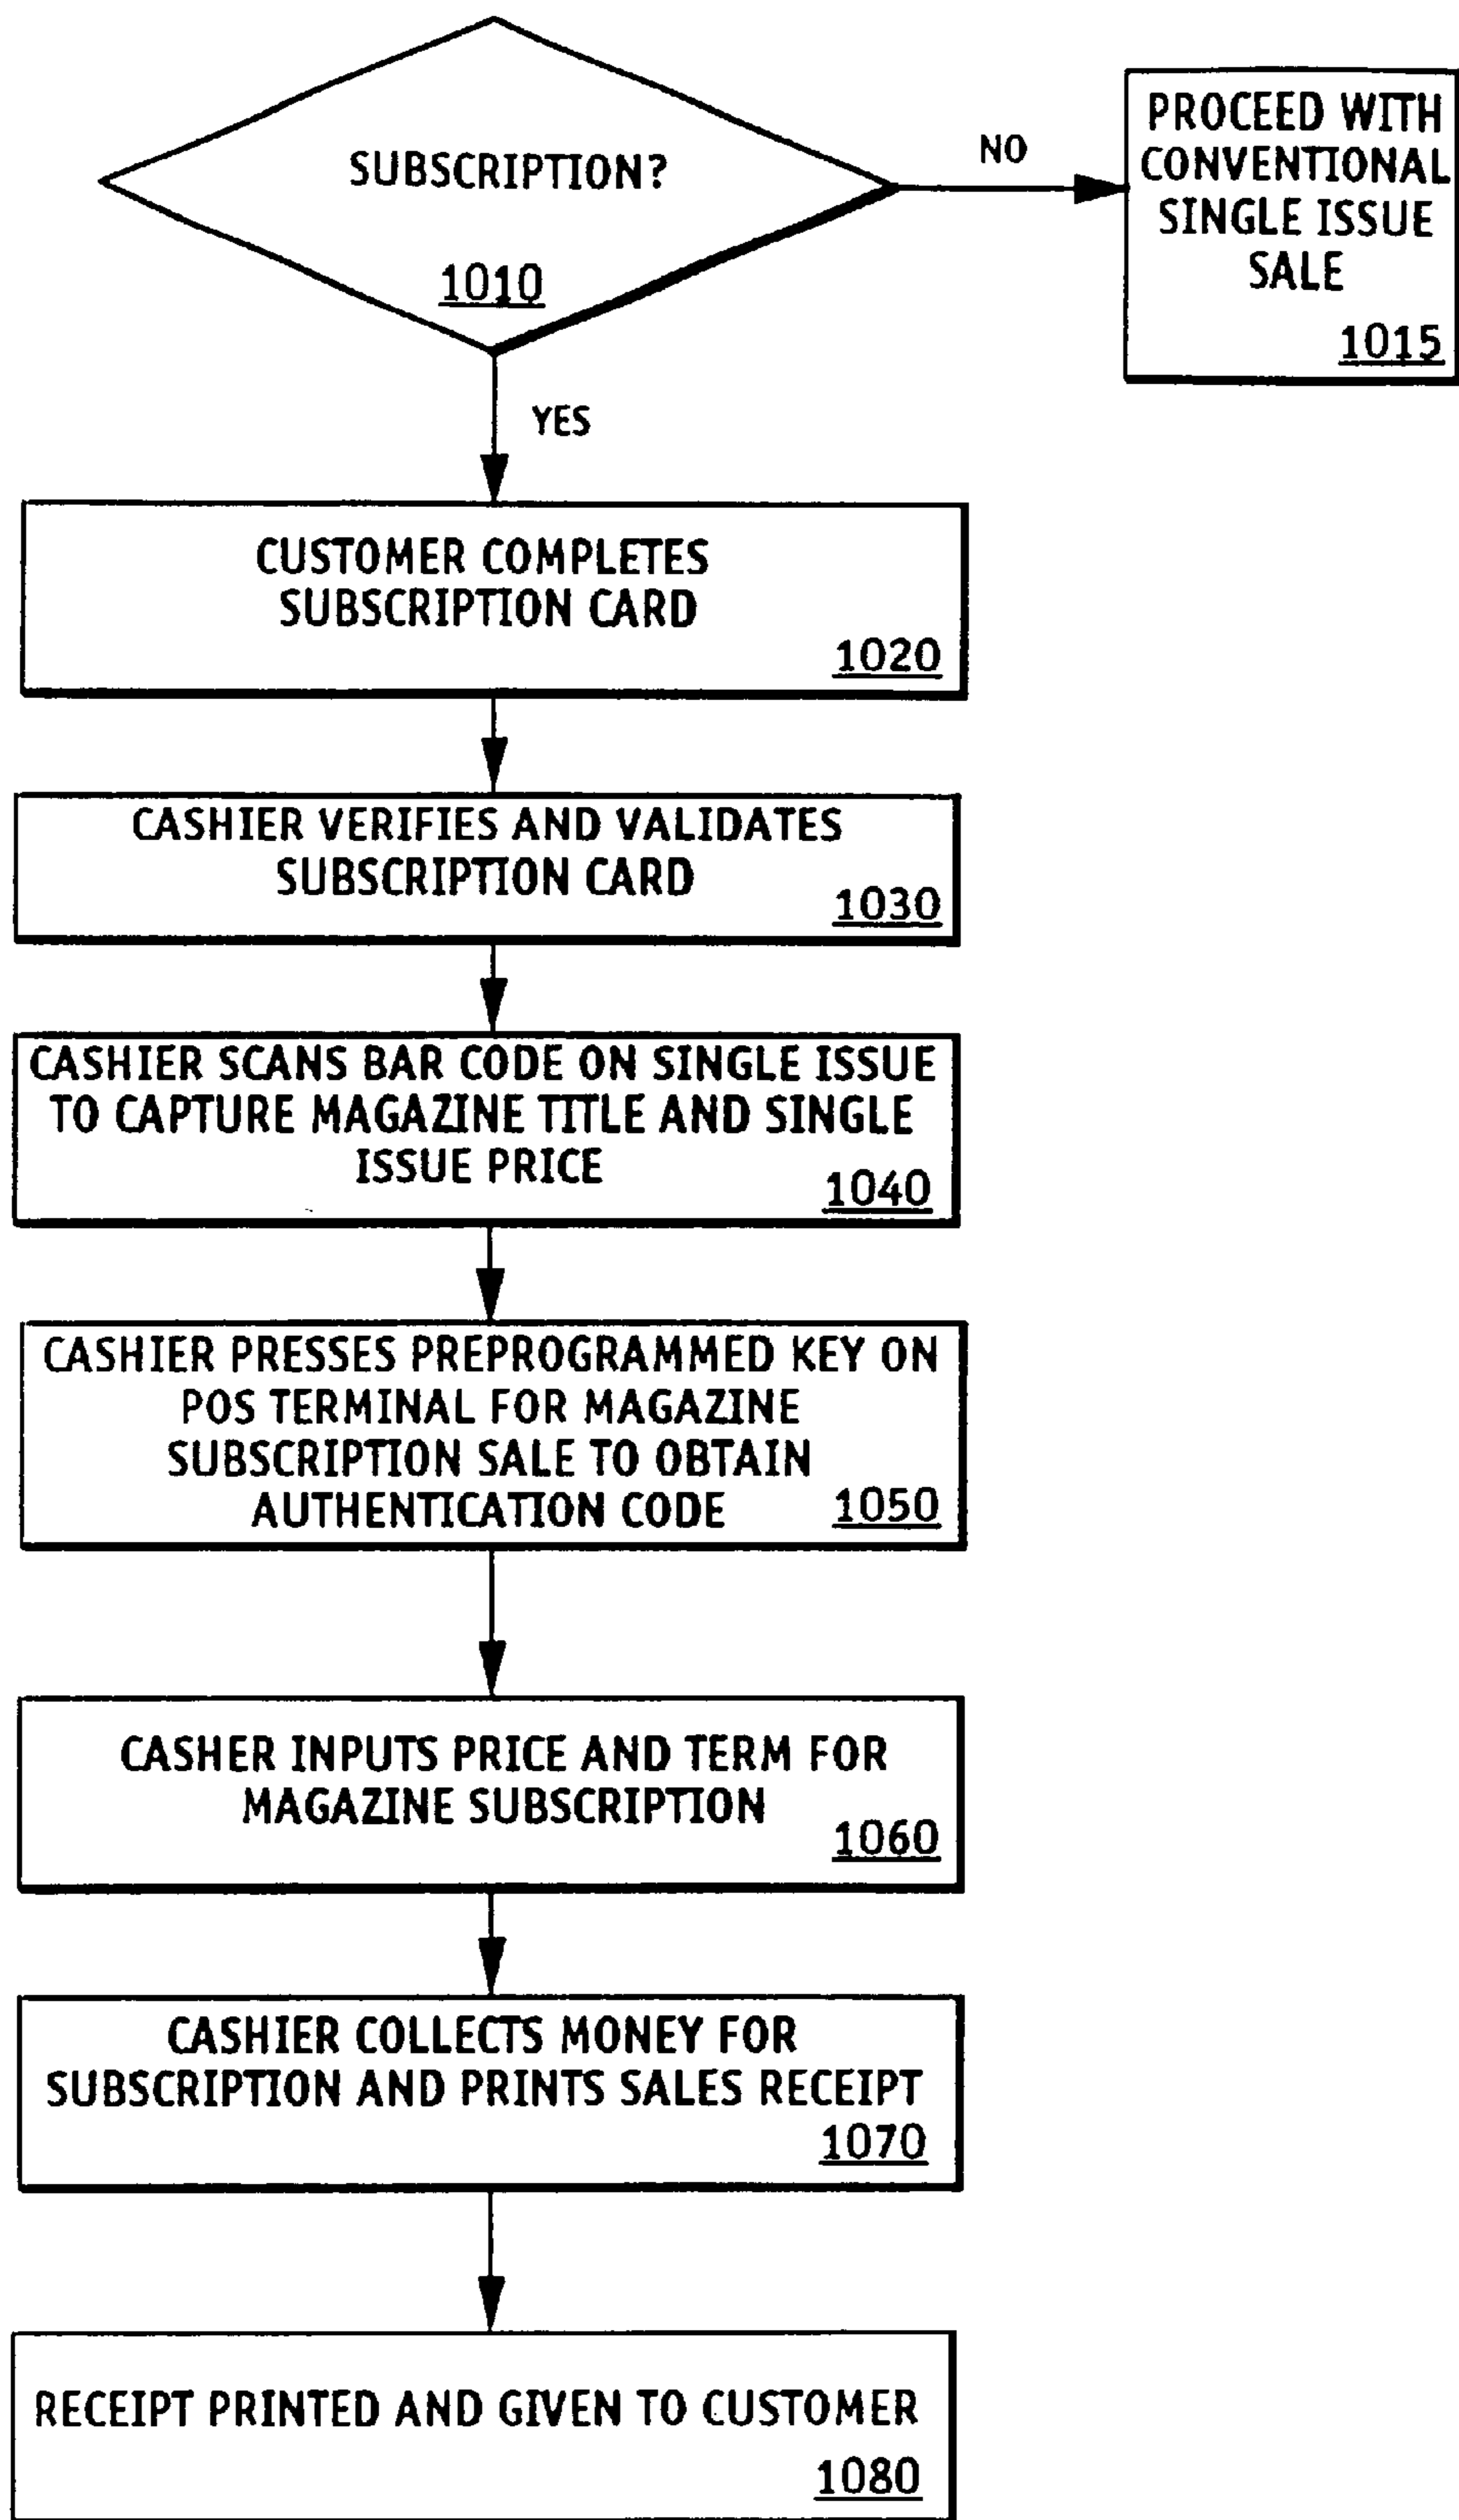 SUBSCRIPTION?
1010
NO
PROCEED WITH
CONVENTIONAL
SINGLE ISSUE
SALE
1015
YES
CUSTOMER COMPLETES
SUBSCRIPTION CARD
1020
CASHIER VERIFIES AND VALIDATES
SUBSCRIPTION CARD
1030
CASHIER SCANS BAR CODE ON SINGLE ISSUE
TO CAPTURE MAGAZINE TITLE AND SINGLE
ISSUE PRICE
1040
CASHIER PRESSES PREPROGRAMMED KEY ON
POS TERMINAL FOR MAGAZINE
SUBSCRIPTION SALE TO OBTAIN
AUTHENTICATION CODE
1050
CASHER INPUTS PRICE AND TERM FOR
MAGAZINE SUBSCRIPTION
1060
CASHIER COLLECTS MONEY FOR
SUBSCRIPTION AND PRINTS SALES RECEIPT
1070
RECEIPT PRINTED AND GIVEN TO CUSTOMER
1080